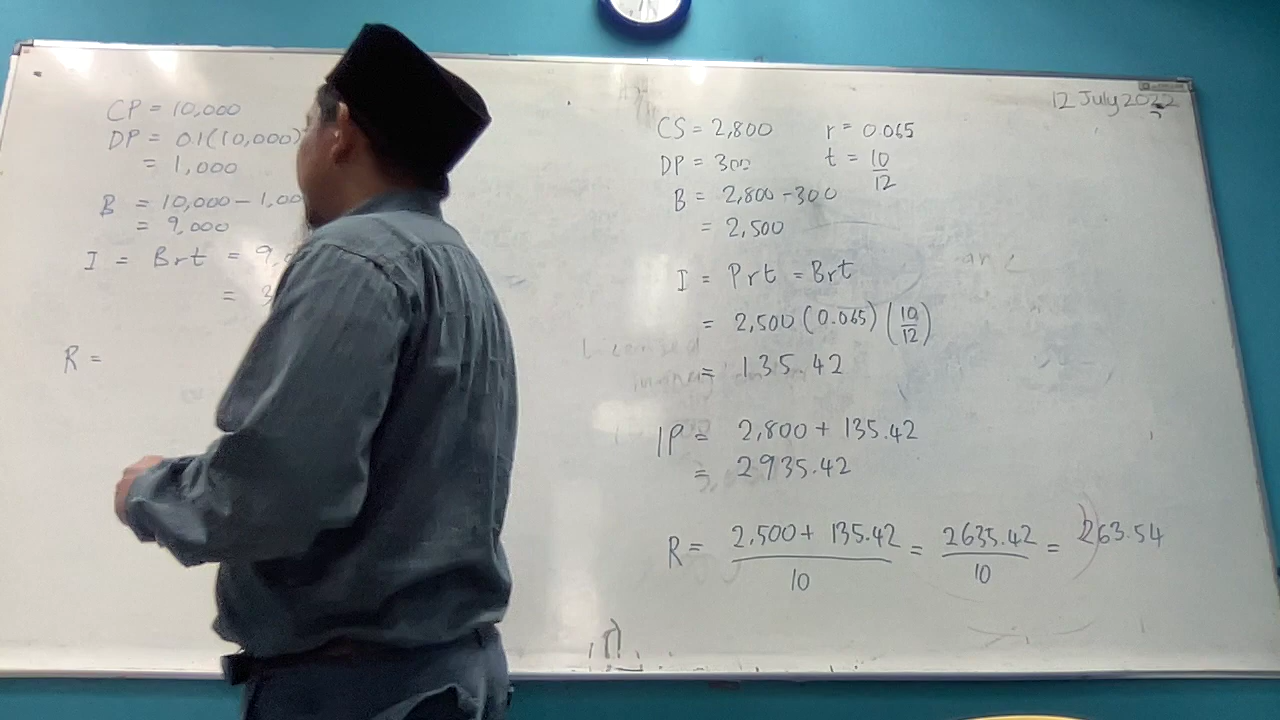 CP = 10,000
DP = 0.1(10,000)
= 1,000
B = 10,000 - 1,00
= 9,000
I = Brt = 9,
= 3
R =
12 July 2022
CS = 2,800 r = 0.065
DP = 300 t = 10/12
B = 2,800 - 300
= 2,500
I = Prt = Brt
= 2,500 (0.065) (10/12)
= 135.42
IP = 2,800 + 135.42
= 2935.42
R = 2,500 + 135.42 / 10 = 2635.42 / 10 = 263.54